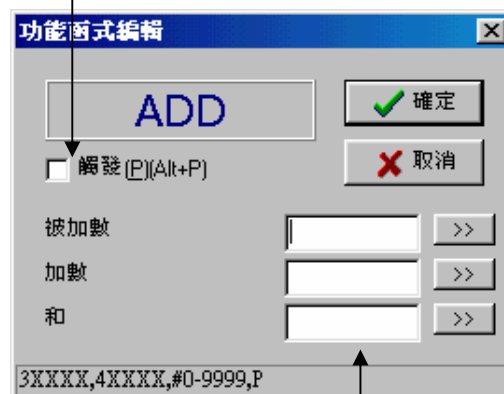 功能函式編輯
ADD
確定
觸發(P)(Alt+P)
取消
被加數
>>
加數
>>
和
>>
3XXXX,4XXXX,#0-9999,P